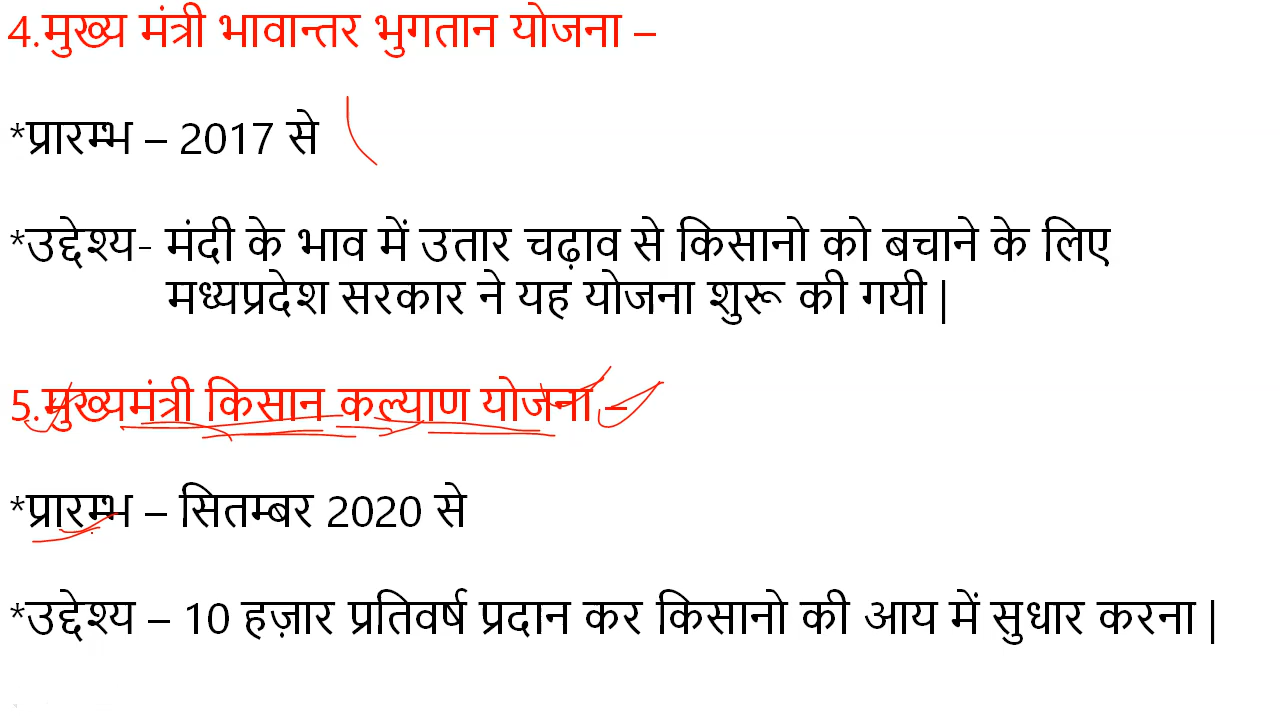 4.मुख्य मंत्री भावान्तर भुगतान योजना –
*प्रारम्भ – 2017 से
*उद्देश्य- मंदी के भाव में उतार चढ़ाव से किसानो को बचाने के लिए
मध्यप्रदेश सरकार ने यह योजना शुरू की गयी |
5.मुख्यमंत्री किसान कल्याण योजना –
*प्रारम्भ – सितम्बर 2020 से
*उद्देश्य – 10 हज़ार प्रतिवर्ष प्रदान कर किसानो की आय में सुधार करना |